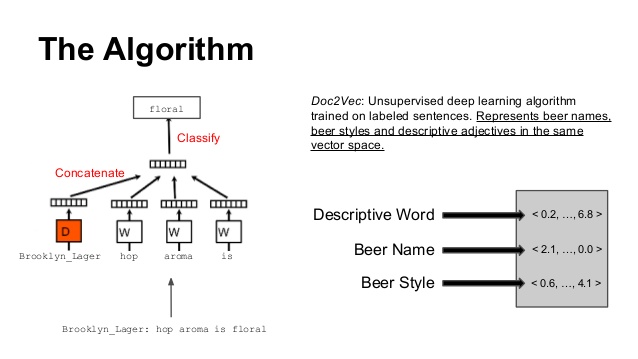 The Algorithm
floral
Classify
Concatenate
D
W
W
W
Brooklyn_Lager
hop
aroma
is
Brooklyn_Lager: hop aroma is floral
Doc2Vec: Unsupervised deep learning algorithm
trained on labeled sentences. Represents beer names,
beer styles and descriptive adjectives in the same
vector space.
Descriptive Word
< 0.2, …, 6.8 >
Beer Name
< 2.1, …, 0.0 >
Beer Style
< 0.6, …, 4.1 >